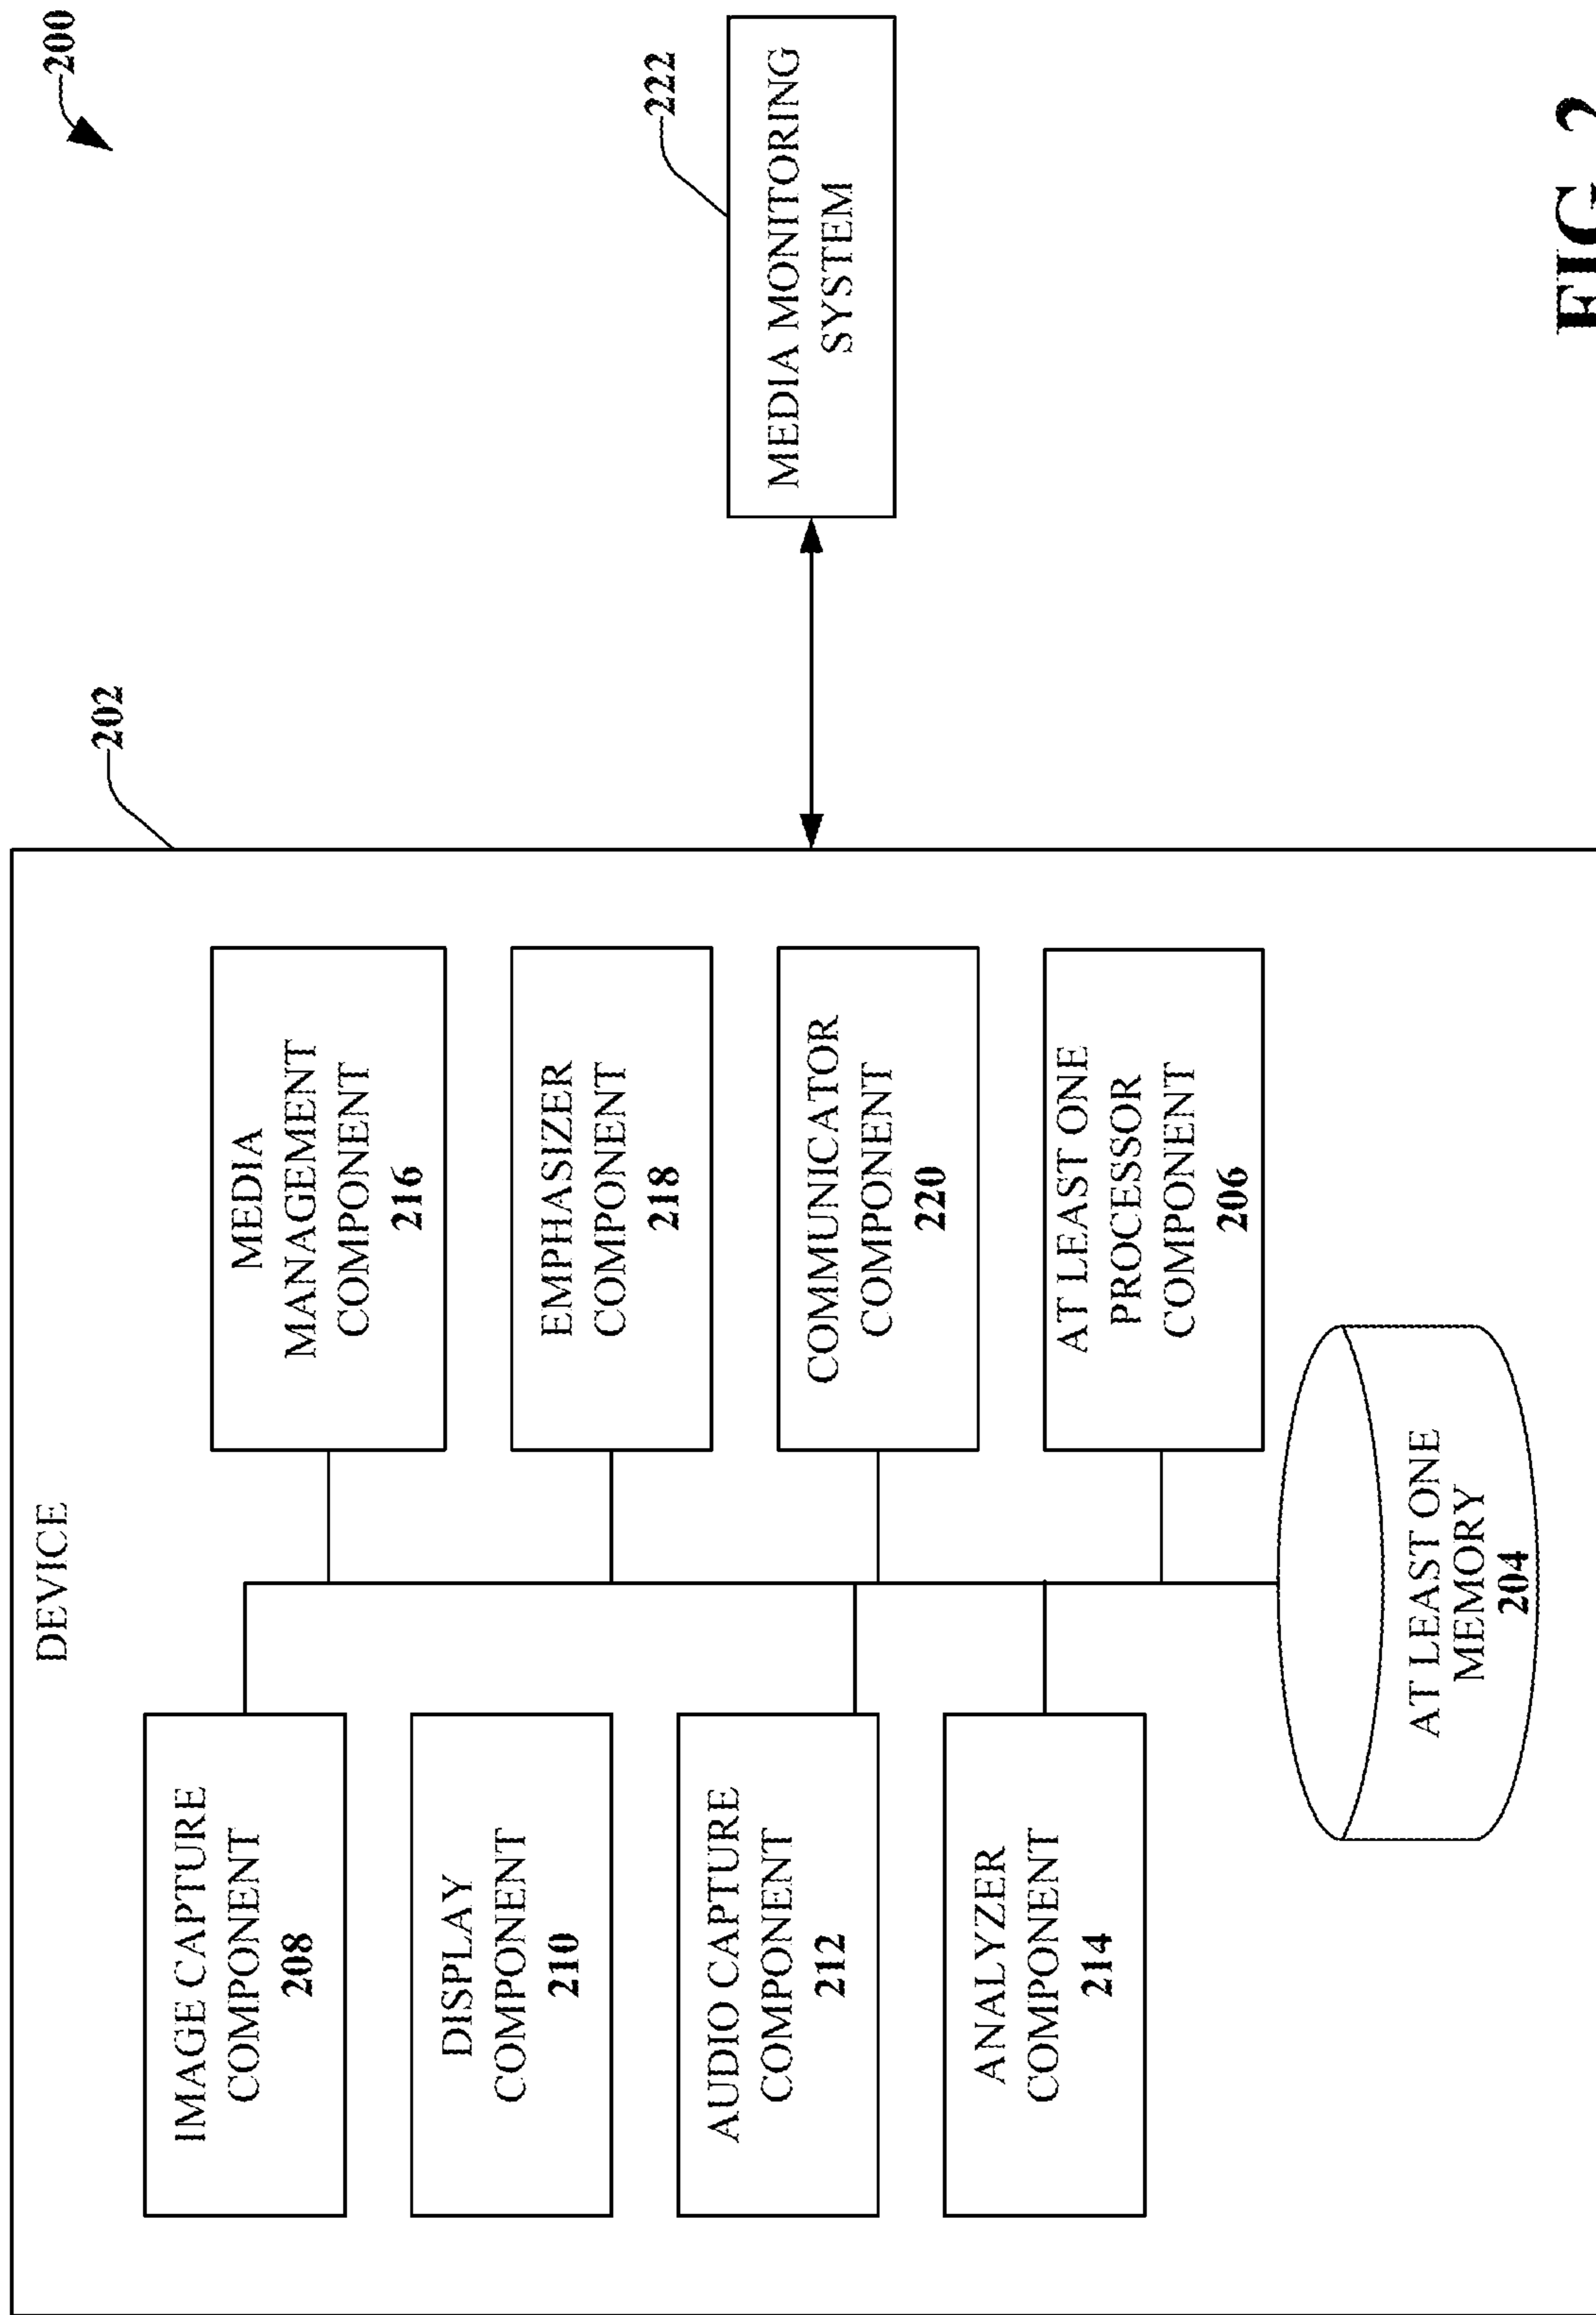 200
DEVICE
202
IMAGE CAPTURE
COMPONENT
208
MEDIA
MANAGEMENT
COMPONENT
216
DISPLAY
COMPONENT
210
EMPHASIZER
COMPONENT
218
222
MEDIA MONITORING
SYSTEM
AUDIO CAPTURE
COMPONENT
212
COMMUNICATOR
COMPONENT
220
ANALYZER
COMPONENT
214
AT LEAST ONE
PROCESSOR
COMPONENT
206
AT LEAST ONE
MEMORY
204
FIG. 2